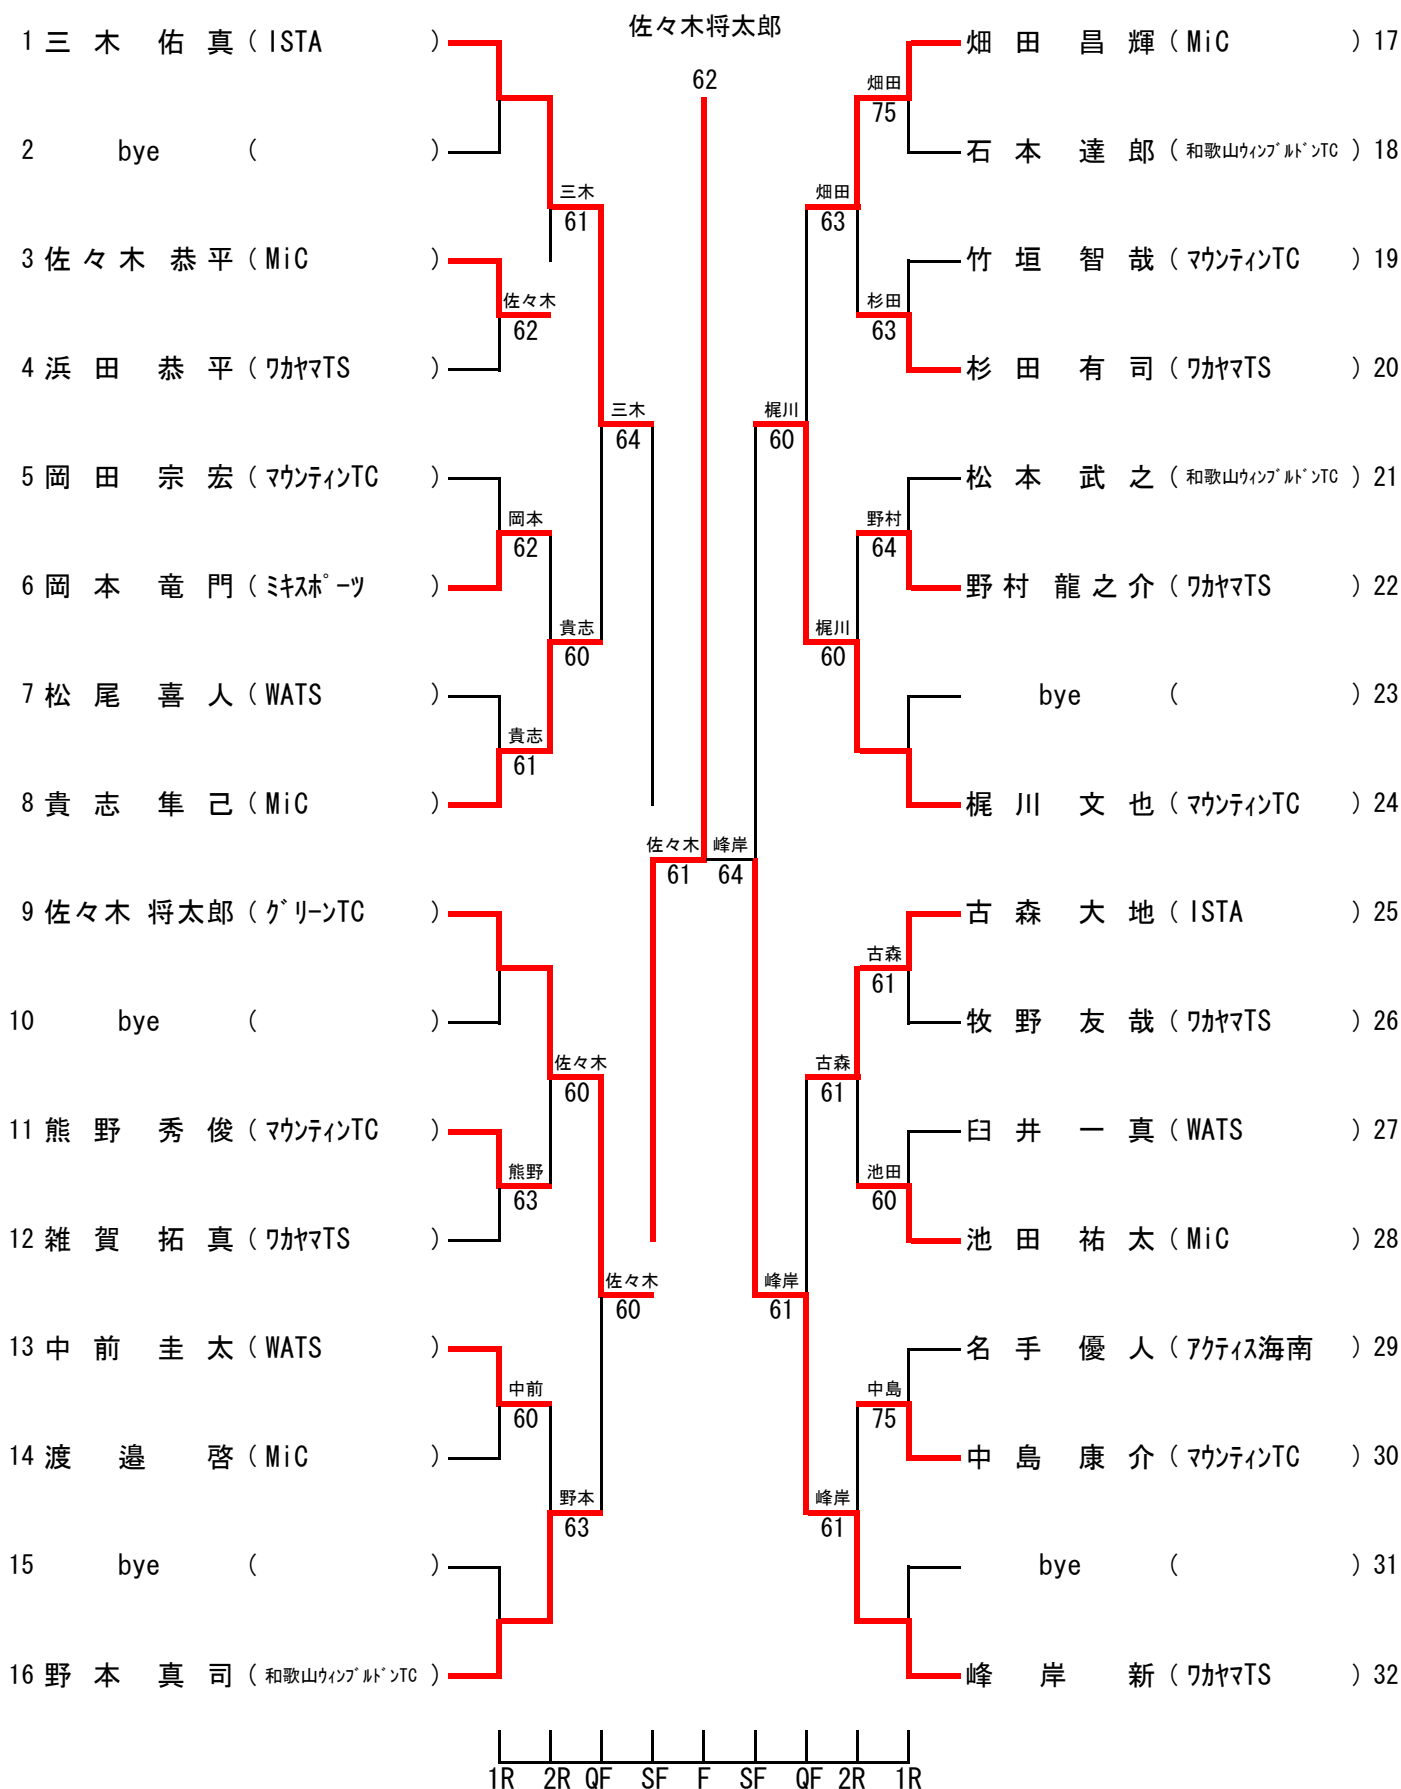 佐々木将太郎
62
1 三木 佑真 ( ISTA )
2 bye ( )
3 佐々木 恭平 ( MiC )
4 浜田 恭平 ( ワカヤマTS )
5 岡田 宗宏 ( マウンティンTC )
6 岡本 竜門 ( ミキスポーツ )
7 松尾 喜人 ( WATS )
8 貴志 隼己 ( MiC )
9 佐々木 将太郎 ( グリーンTC )
10 bye ( )
11 熊野 秀俊 ( マウンティンTC )
12 雑賀 拓真 ( ワカヤマTS )
13 中前 圭太 ( WATS )
14 渡邉 啓 ( MiC )
15 bye ( )
16 野本 真司 ( 和歌山ウィンブルドンTC )
佐々木
62
岡本
62
貴志
61
熊野
63
中前
60
三木
61
貴志
60
佐々木
60
野本
63
三木
64
佐々木
60
佐々木
61
峰岸
64
梶川
60
峰岸
61
畑田
63
梶川
60
古森
61
峰岸
61
畑田
75
杉田
63
野村
64
古森
61
池田
60
中島
75
畑田 昌輝 ( MiC ) 17
石本 達郎 ( 和歌山ウィンブルドンTC ) 18
竹垣 智哉 ( マウンティンTC ) 19
杉田 有司 ( ワカヤマTS ) 20
松本 武之 ( 和歌山ウィンブルドンTC ) 21
野村 龍之介 ( ワカヤマTS ) 22
bye ( ) 23
梶川 文也 ( マウンティンTC ) 24
古森 大地 ( ISTA ) 25
牧野 友哉 ( ワカヤマTS ) 26
臼井 一真 ( WATS ) 27
池田 祐太 ( MiC ) 28
名手 優人 ( アクティス海南 ) 29
中島 康介 ( マウンティンTC ) 30
bye ( ) 31
峰岸 新 ( ワカヤマTS ) 32
1R 2R QF SF F SF QF 2R 1R